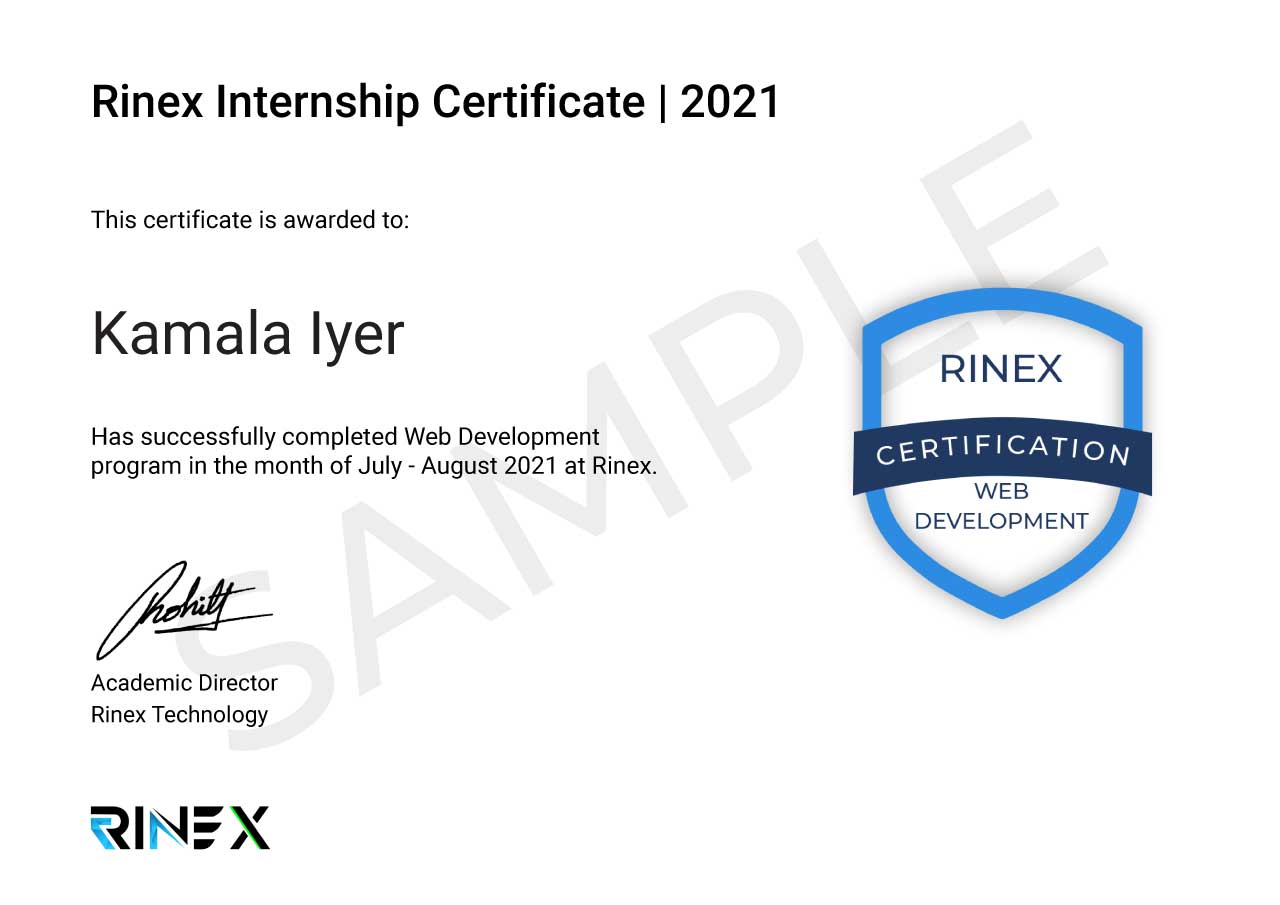 Rinex Internship Certificate | 2021
This certificate is awarded to:
Kamala Iyer
Has successfully completed Web Development
program in the month of July - August 2021 at Rinex.
RINEX
CERTIFICATION
WEB
DEVELOPMENT
SAMPLE
Rohitt
Academic Director
Rinex Technology
RINEX